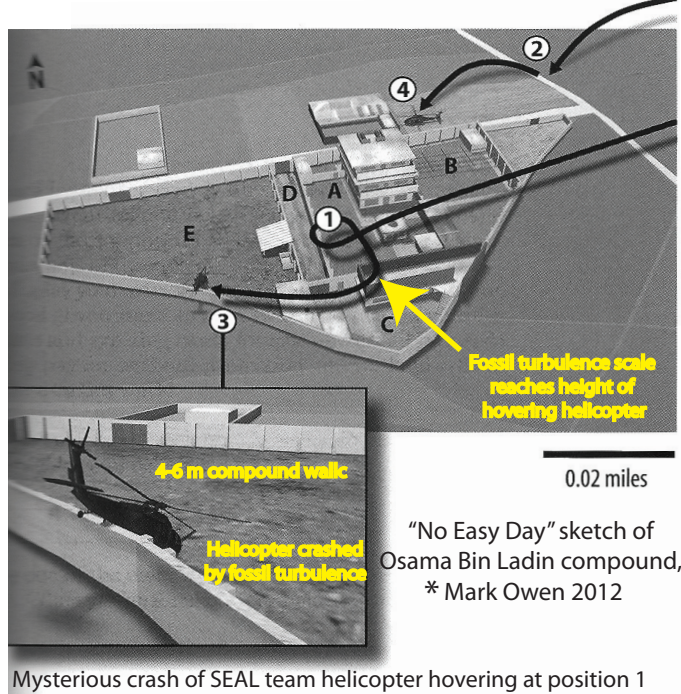 N
2
4
B
D
A
1
E
3
C
Fossil turbulence scale
reaches height of
hovering helicopter
4-6 m compound wallc
Helicopter crashed
by fossil turbulence
0.02 miles
“No Easy Day” sketch of
Osama Bin Ladin compound,
* Mark Owen 2012
Mysterious crash of SEAL team helicopter hovering at position 1